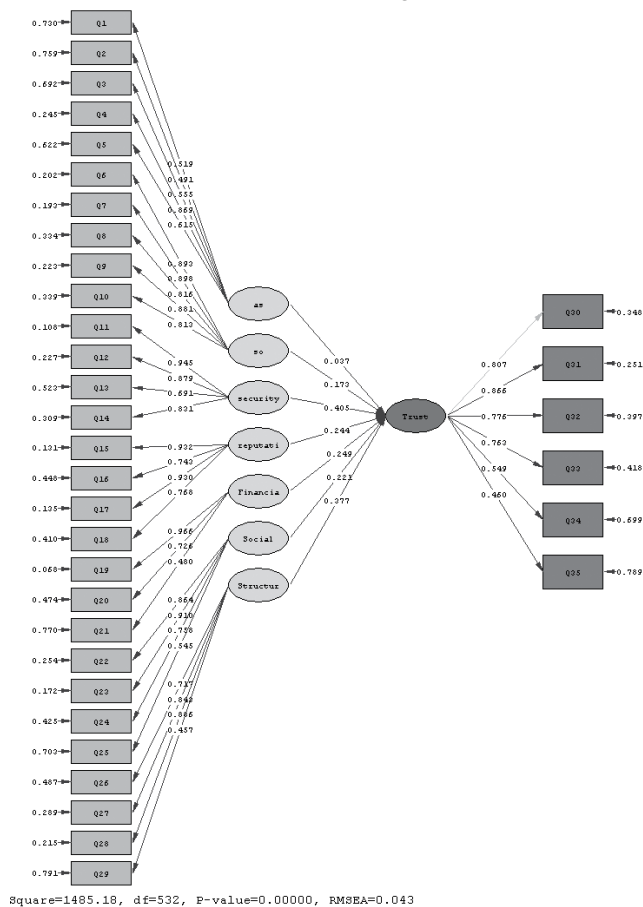 0.730 Q1
0.759 Q2
0.692 Q3
0.245 Q4
0.622 Q5
0.202 Q6
0.193 Q7
0.334 Q8
0.223 Q9
0.339 Q10
0.108 Q11
0.227 Q12
0.523 Q13
0.309 Q14
0.131 Q15
0.448 Q16
0.135 Q17
0.410 Q18
0.068 Q19
0.474 Q20
0.770 Q21
0.254 Q22
0.172 Q23
0.425 Q24
0.703 Q25
0.487 Q26
0.289 Q27
0.215 Q28
0.791 Q29
0.519
0.491
0.555
0.869
0.615
0.893
0.898
0.816
0.881
0.813
0.945
0.879
0.691
0.831
0.932
0.743
0.930
0.768
0.966
0.726
0.480
0.864
0.910
0.758
0.545
0.717
0.843
0.886
0.457
as
so
security
reputati
Financia
Social
Structur
0.037
0.173
0.405
0.244
0.249
0.221
0.377
Trust
0.807
0.865
0.776
0.763
0.549
0.460
Q30 0.348
Q31 0.251
Q32 0.397
Q33 0.418
Q34 0.699
Q35 0.789
Square=1485.18, df=532, P-value=0.00000, RMSEA=0.043